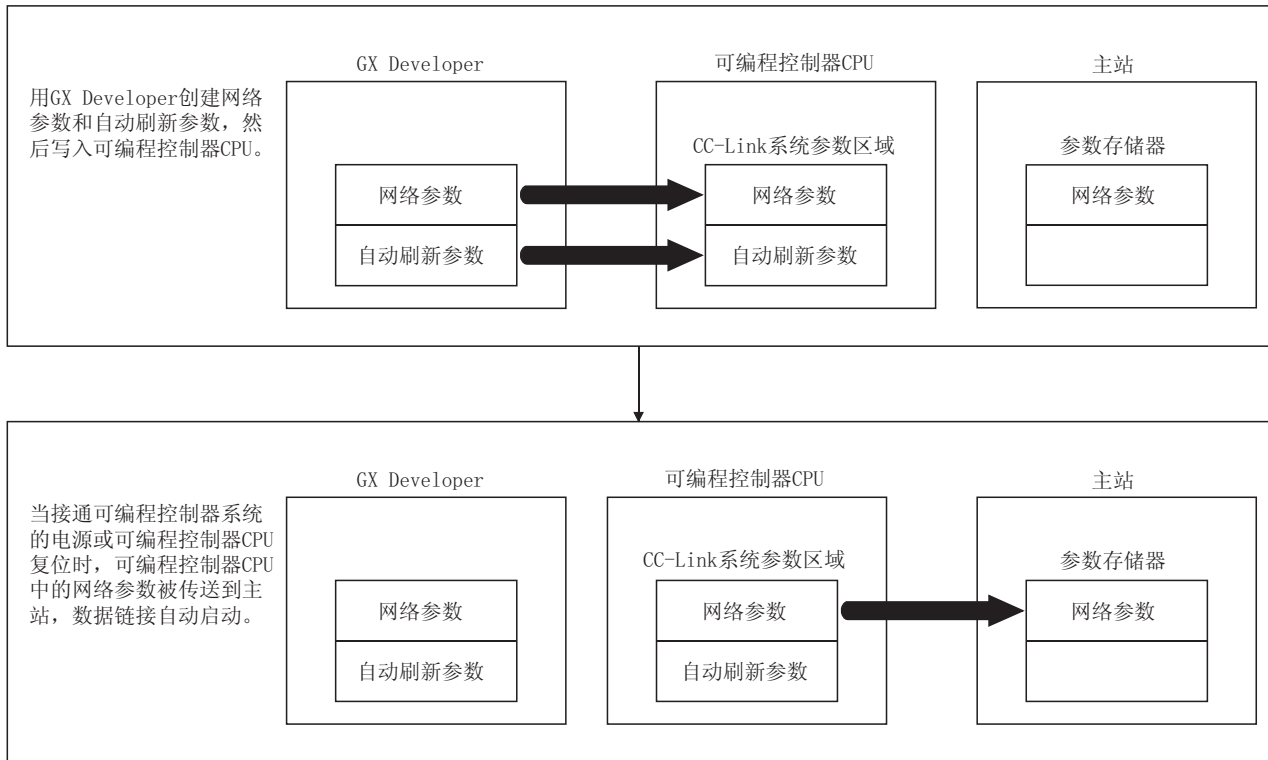 GX Developer
可编程控制器CPU
主站
用GX Developer创建网络
参数和自动刷新参数，然
后写入可编程控制器CPU。
CC-Link系统参数区域
参数存储器
网络参数
网络参数
网络参数
自动刷新参数
自动刷新参数
GX Developer
可编程控制器CPU
主站
当接通可编程控制器系统
的电源或可编程控制器CPU
复位时，可编程控制器CPU
中的网络参数被传送到主
站，数据链接自动启动。
CC-Link系统参数区域
参数存储器
网络参数
网络参数
网络参数
自动刷新参数
自动刷新参数